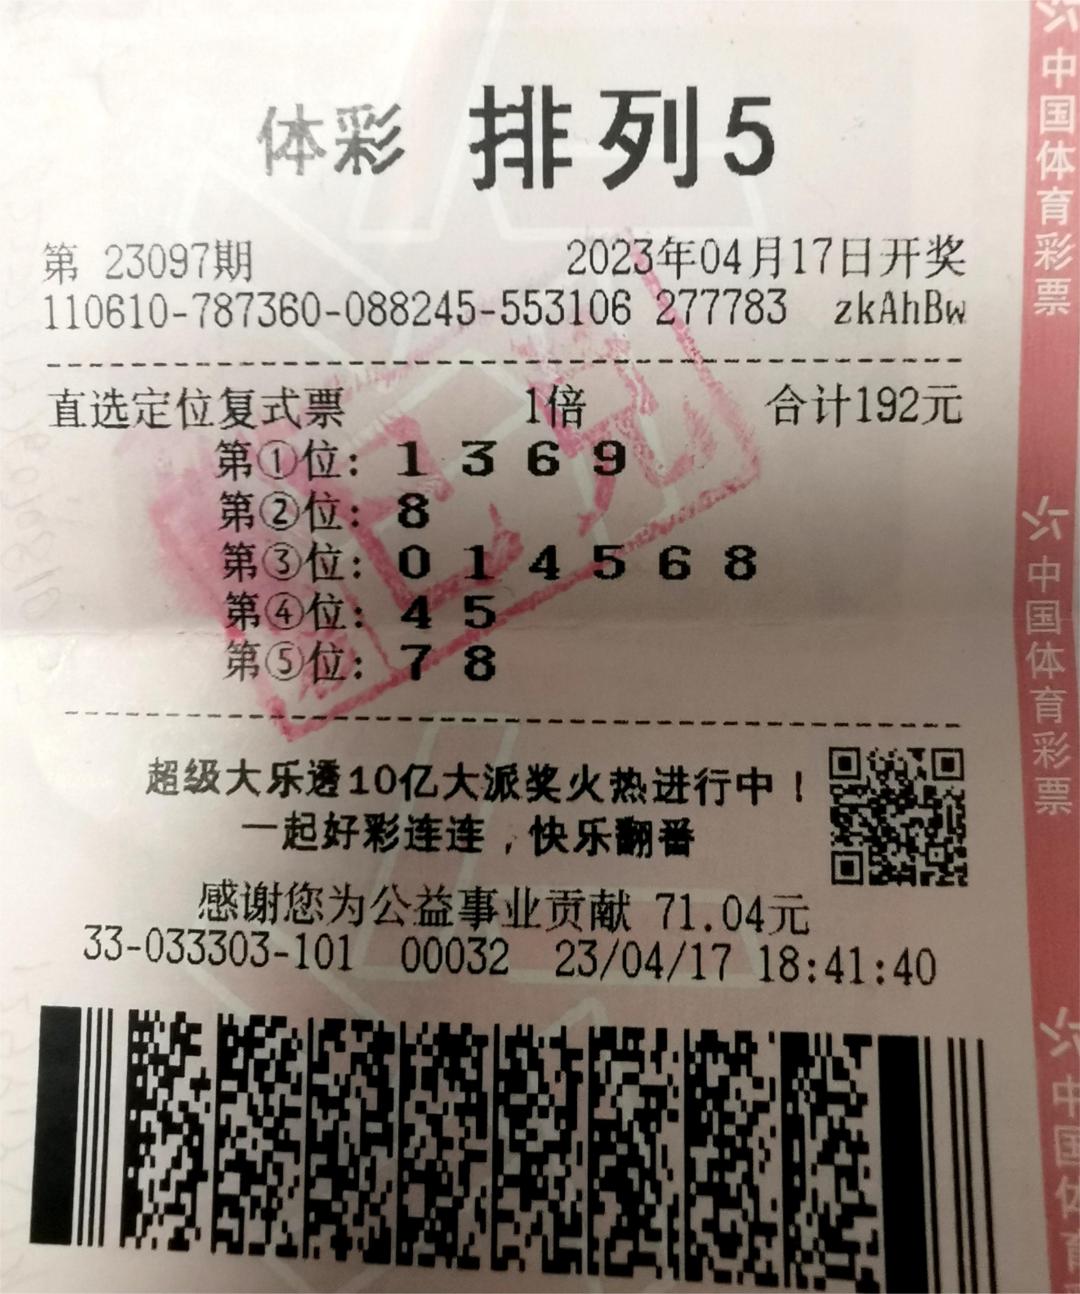 体彩 排列5
第 23097期 2023年04月17日开奖
110610-787360-088245-553106 277783 zkAhBw
直选定位复式票 1倍 合计192元
第①位: 1 3 6 9
第②位: 8
第③位: 0 1 4 5 6 8
第④位: 4 5
第⑤位: 7 8
超级大乐透10亿大派奖火热进行中！
一起好彩连连，快乐翻番
感谢您为公益事业贡献 71.04元
33-033303-101 00032 23/04/17 18:41:40
中国体育彩票
中国体育彩票
中国体育